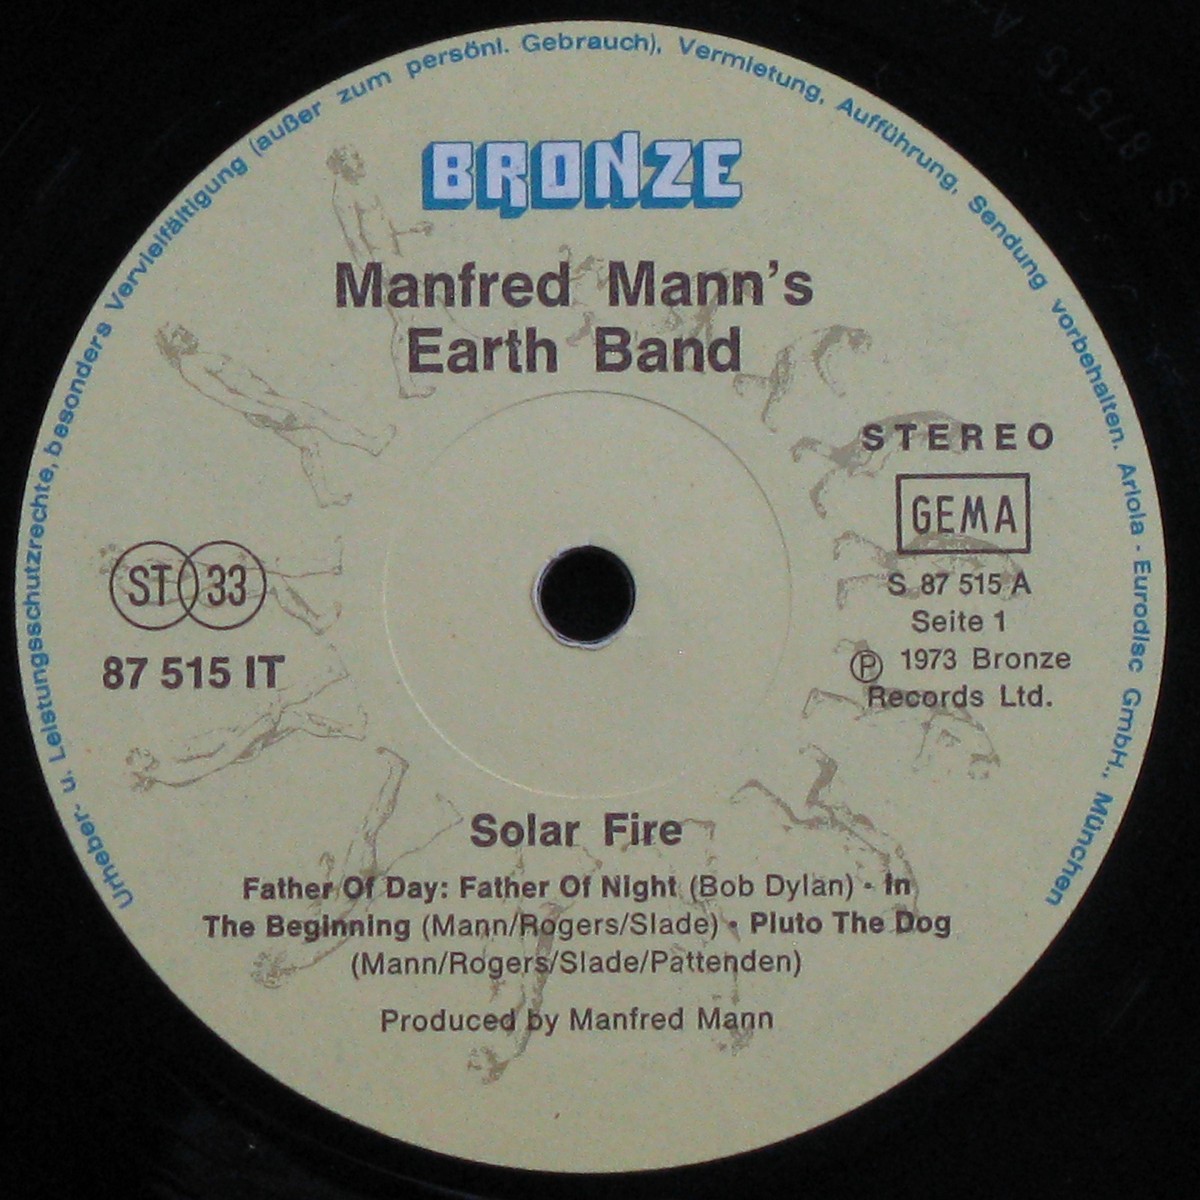 Urheber- u. Leistungsschutzrechte, besonders Vervielfältigung (außer zum persönl. Gebrauch), Vermietung, Aufführung, Sendung vorbehalten. Ariola - Eurodisc GmbH., München
BRONZE
Manfred Mann's
Earth Band
STEREO
GEMA
ST 33
S 87 515 A
Seite 1
87 515 IT
Ⓟ 1973 Bronze
Records Ltd.
Solar Fire
Father Of Day: Father Of Night (Bob Dylan) · In
The Beginning (Mann/Rogers/Slade) · Pluto The Dog
(Mann/Rogers/Slade/Pattenden)
Produced by Manfred Mann